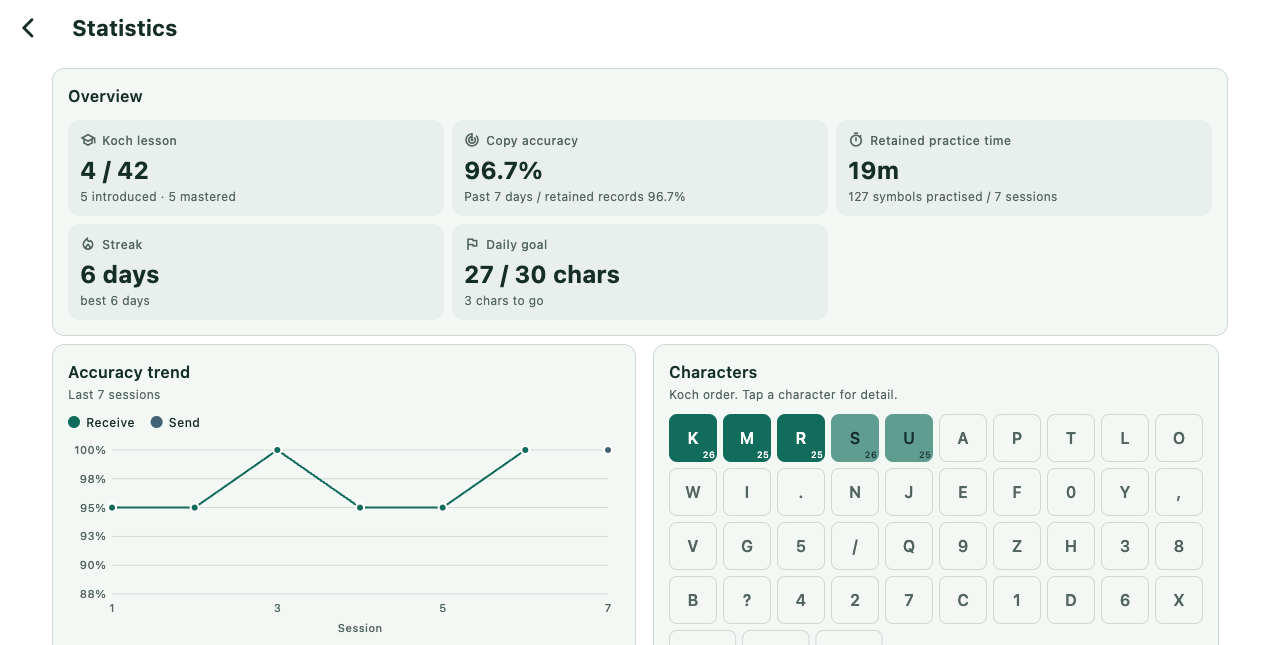 Statistics
Overview
Koch lesson
4 / 42
5 introduced · 5 mastered
Copy accuracy
96.7%
Past 7 days / retained records 96.7%
Retained practice time
19m
127 symbols practised / 7 sessions
Streak
6 days
best 6 days
Daily goal
27 / 30 chars
3 chars to go
Accuracy trend
Last 7 sessions
Receive Send
100%
98%
95%
93%
90%
88%
1 3 5 7
Session
Characters
Koch order. Tap a character for detail.
K 26 M 25 R 25 S 26 U 25 A P T L O
W I . N J E F 0 Y ,
V G 5 / Q 9 Z H 3 8
B ? 4 2 7 C 1 D 6 X